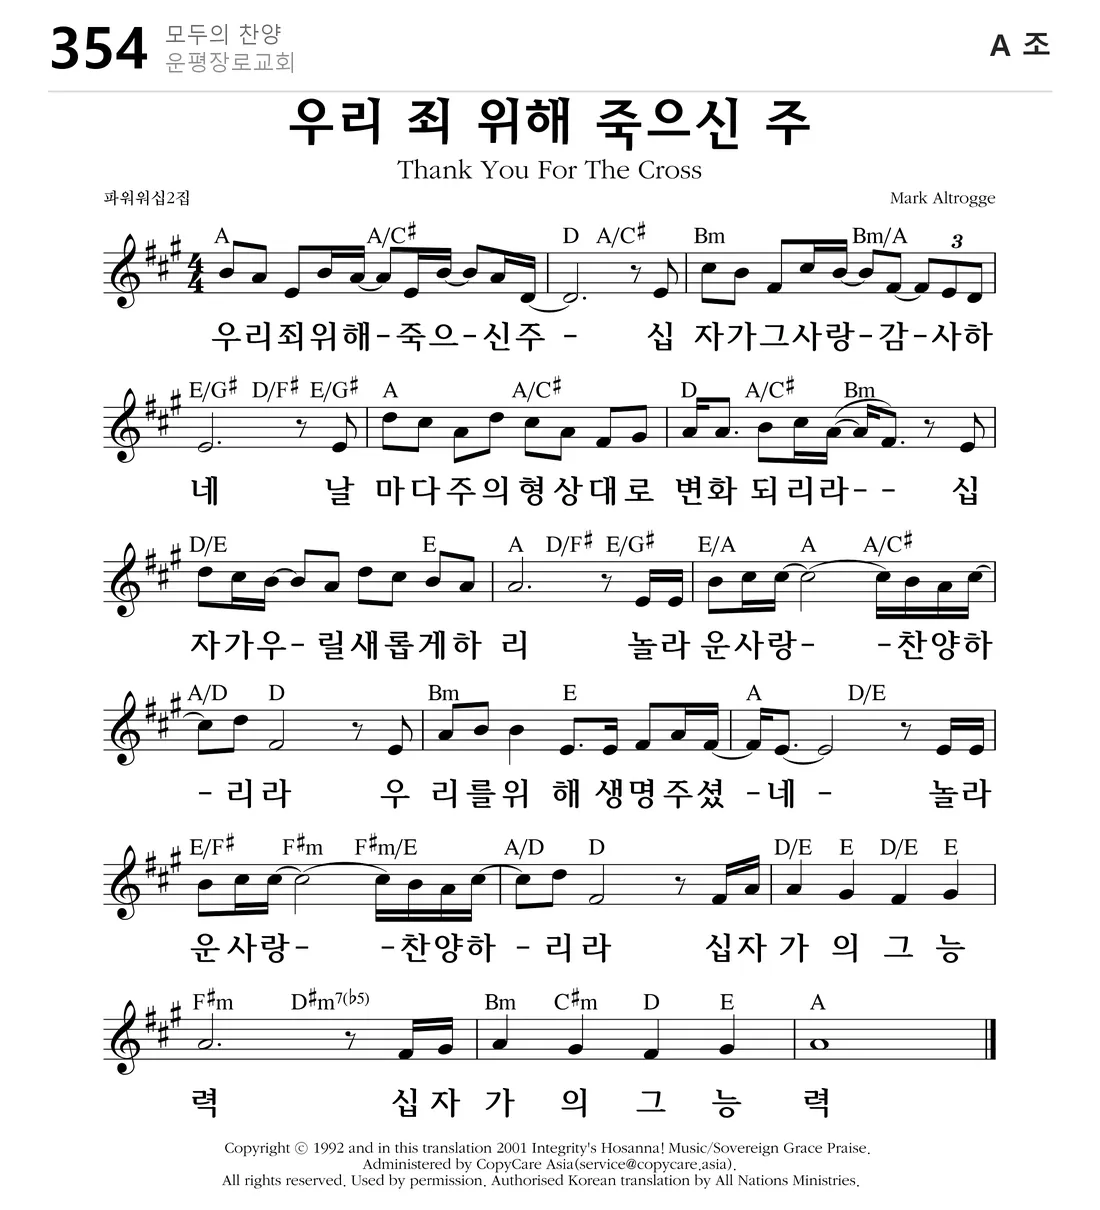 354 모두의 찬양
운평장로교회
A 조
우리 죄 위해 죽으신 주
Thank You For The Cross
파워워십2집
Mark Altrogge
A A/C♯ D A/C♯ Bm Bm/A 3
우리죄위해-죽으-신주 - 십 자가그사랑-감-사하
E/G♯ D/F♯ E/G♯ A A/C♯ D A/C♯ Bm
네 날 마다주의형상대로 변화 되리라- - 십
D/E E A D/F♯ E/G♯ E/A A A/C♯
자가우-릴새롭게하 리 놀라 운사랑- -찬양하
A/D D Bm E A D/E
-리라 우 리를위 해 생명주셨 -네 - 놀라
E/F♯ F♯m F♯m/E A/D D D/E E D/E E
운사랑- -찬양하 -리라 십자 가 의 그 능
F♯m D♯m7(♭5) Bm C♯m D E A
력 십자 가 의 그 능 력
Copyright ⓒ 1992 and in this translation 2001 Integrity's Hosanna! Music/Sovereign Grace Praise.
Administered by CopyCare Asia(service@copycare.asia).
All rights reserved. Used by permission. Authorised Korean translation by All Nations Ministries.